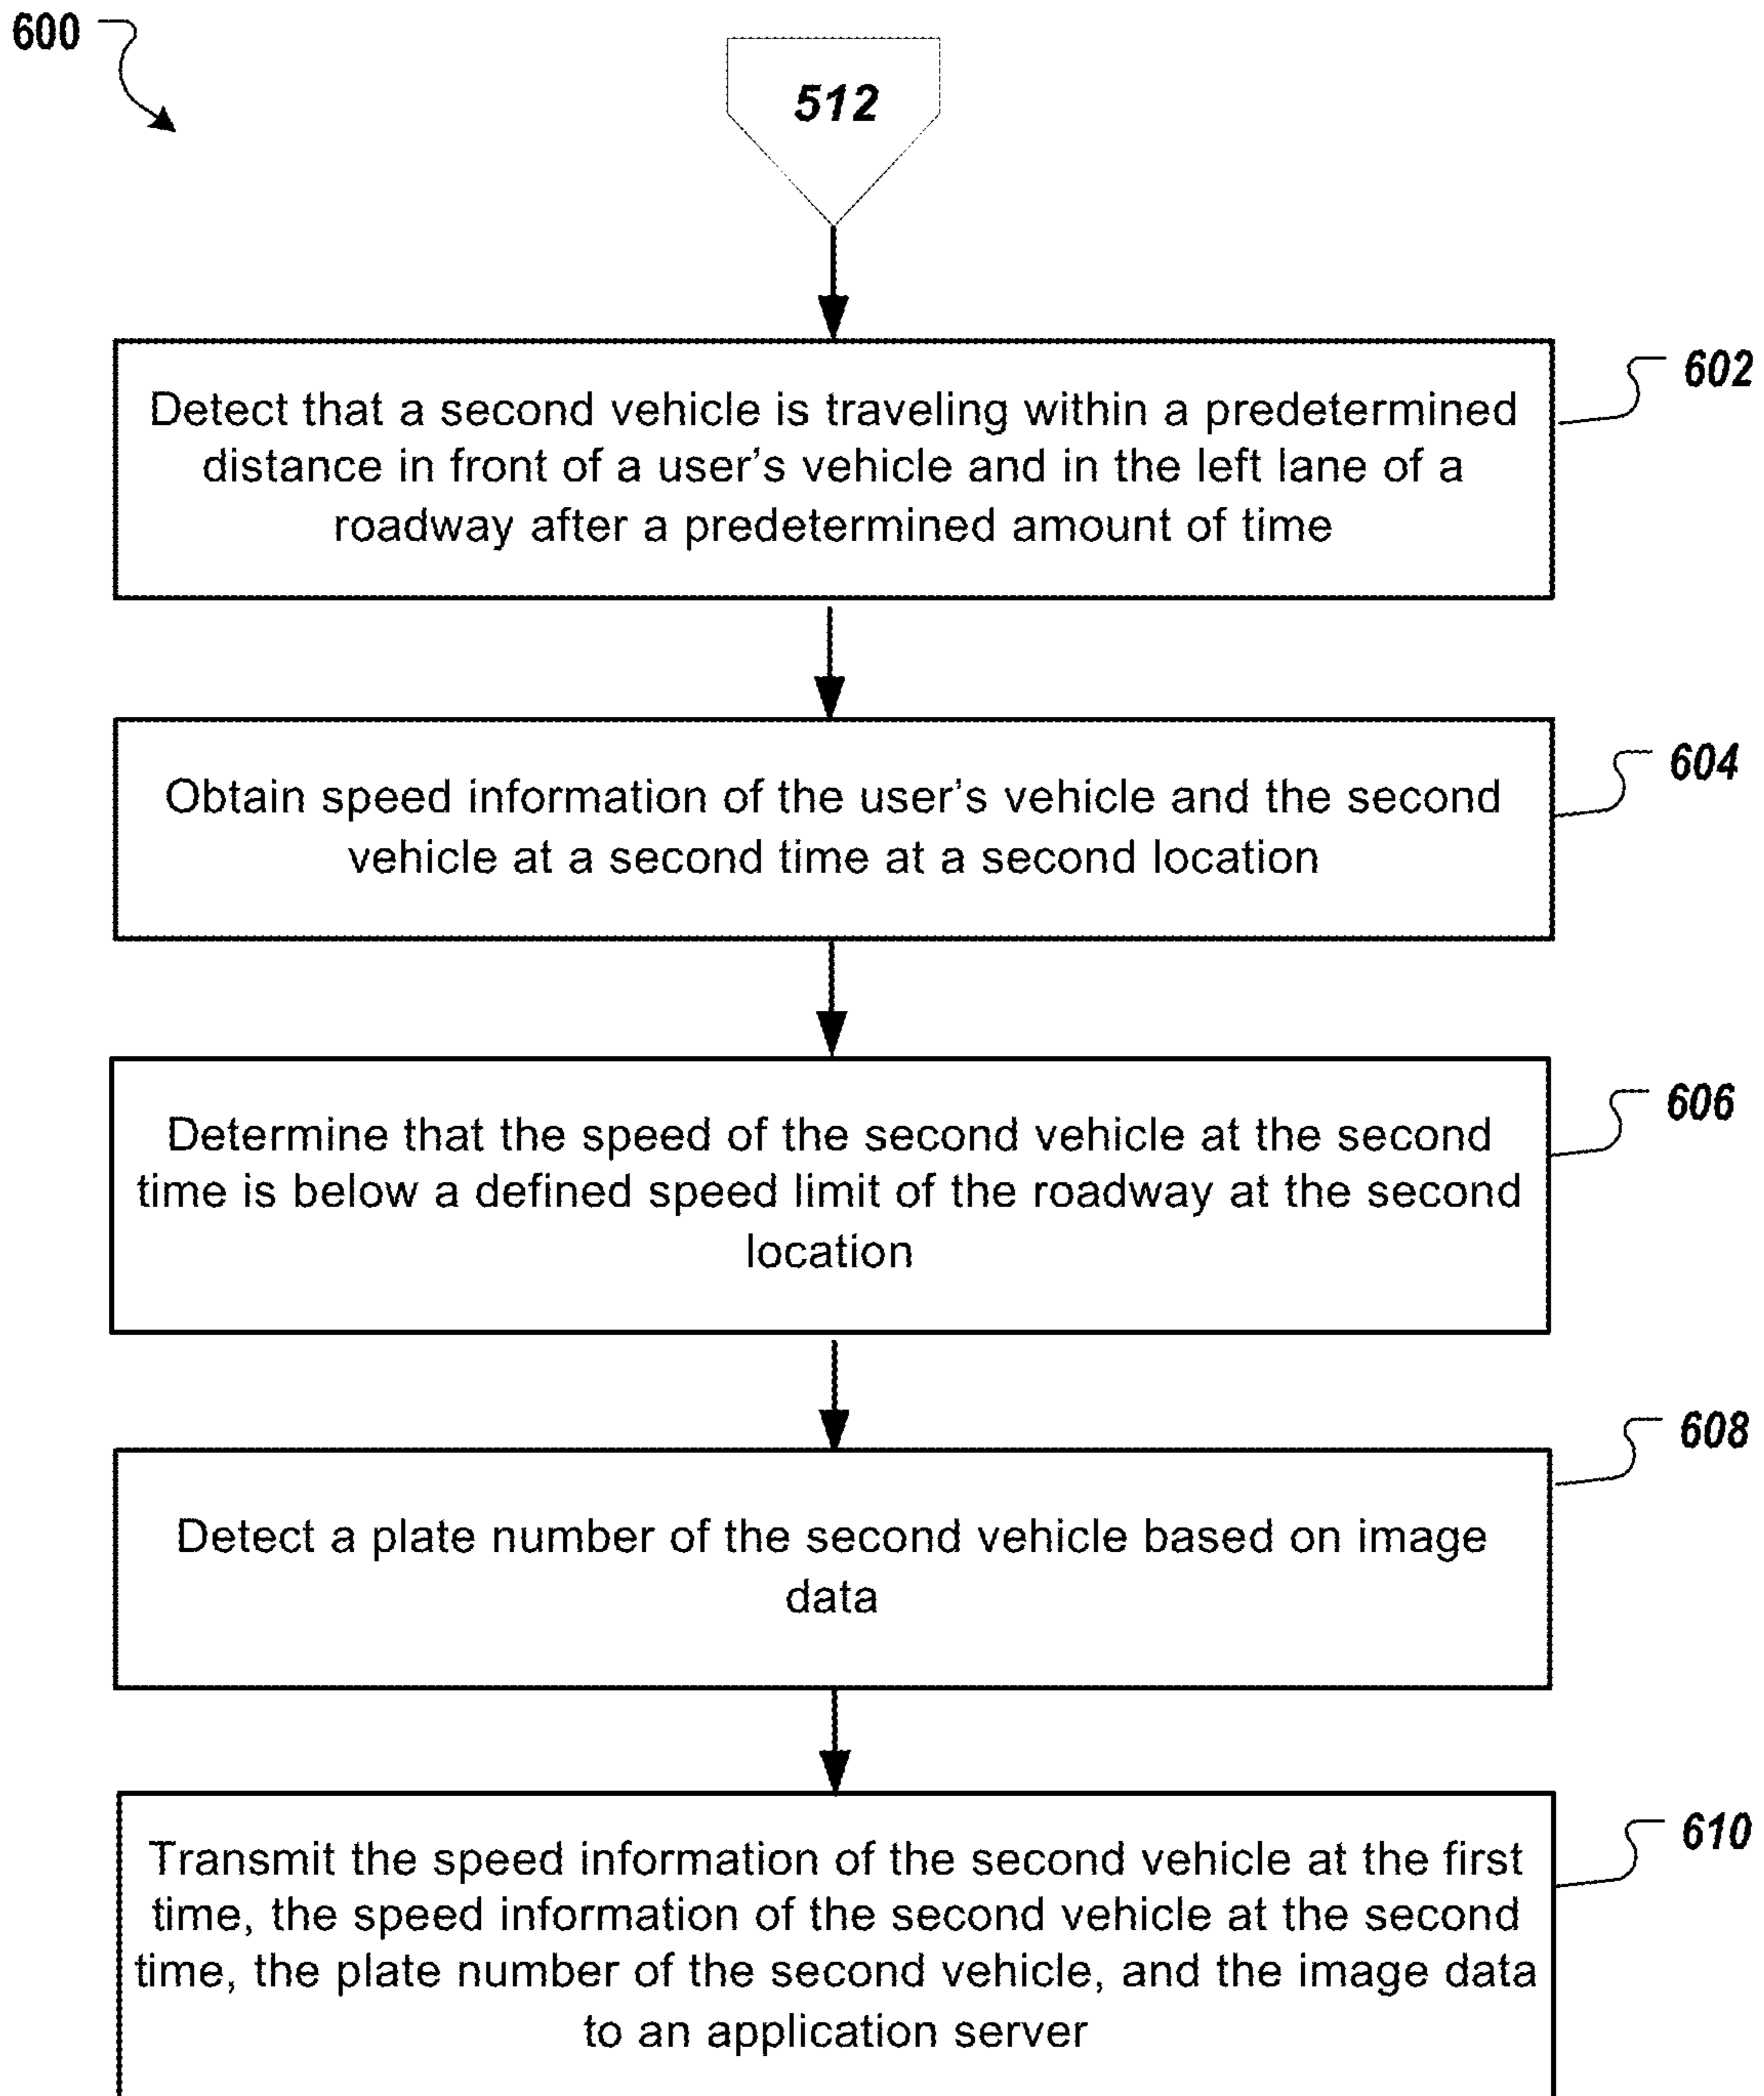 600
512
602
Detect that a second vehicle is traveling within a predetermined
distance in front of a user's vehicle and in the left lane of a
roadway after a predetermined amount of time
604
Obtain speed information of the user's vehicle and the second
vehicle at a second time at a second location
606
Determine that the speed of the second vehicle at the second
time is below a defined speed limit of the roadway at the second
location
608
Detect a plate number of the second vehicle based on image
data
610
Transmit the speed information of the second vehicle at the first
time, the speed information of the second vehicle at the second
time, the plate number of the second vehicle, and the image data
to an application server